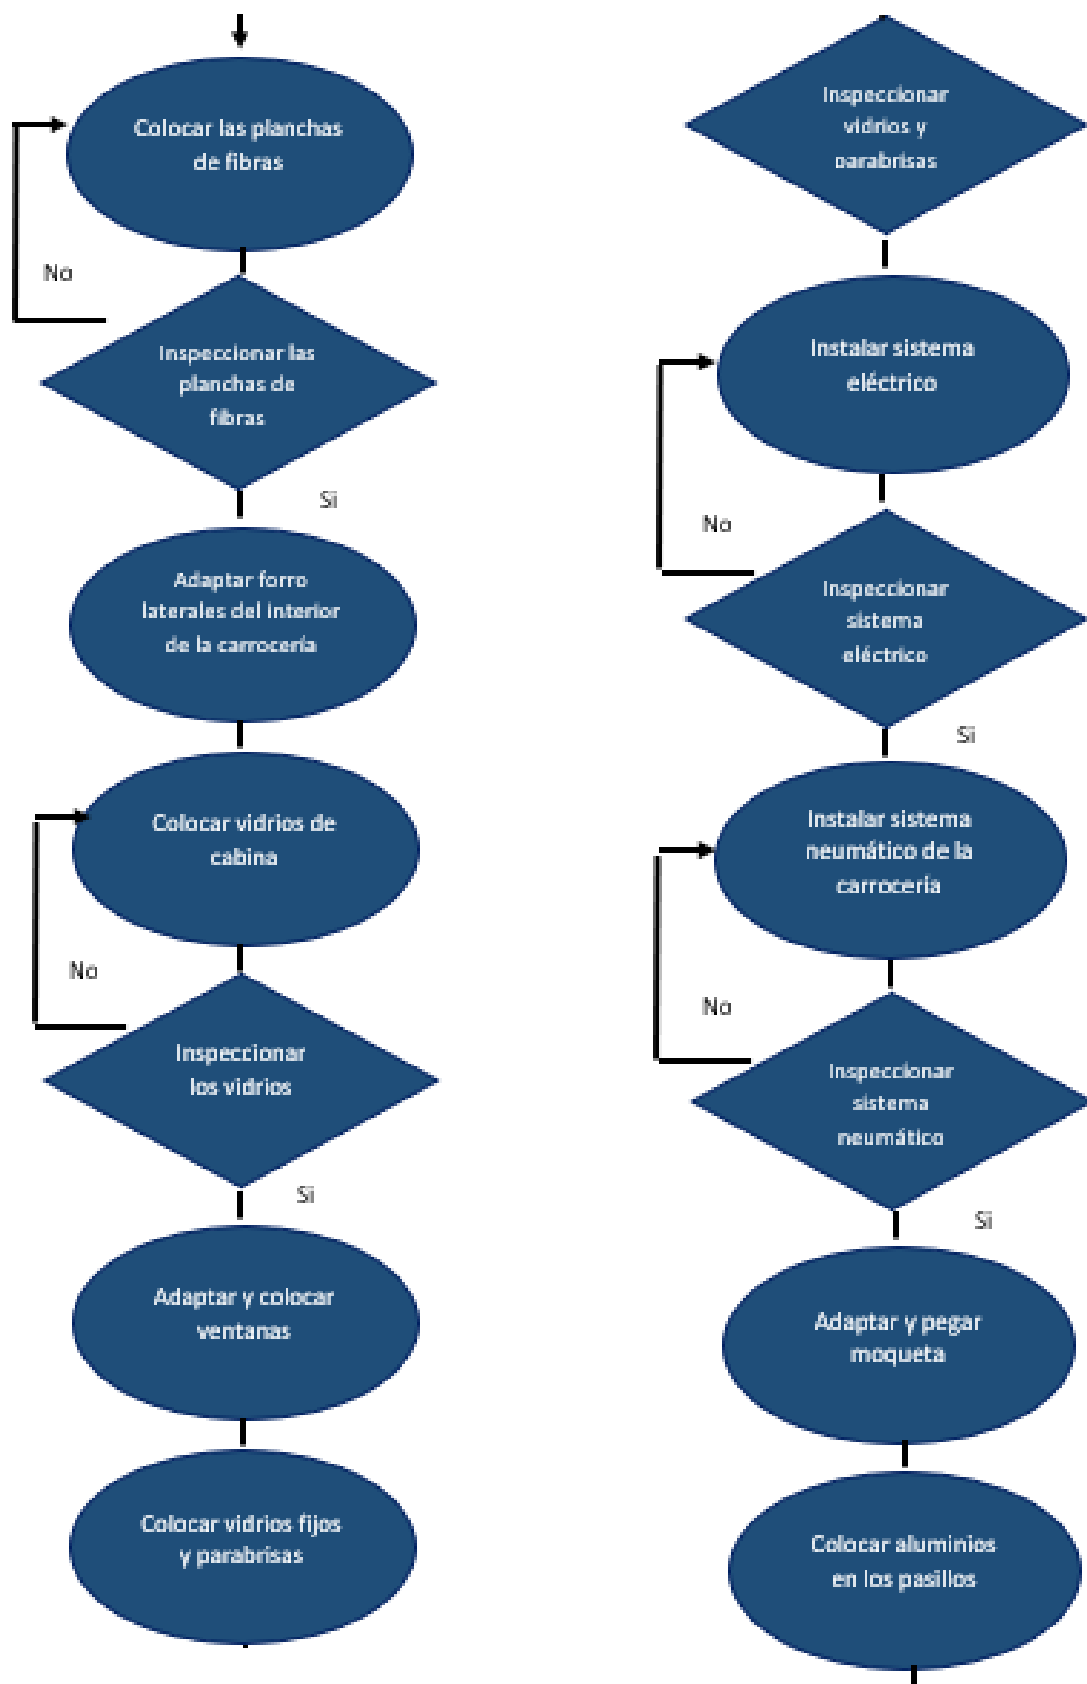 Colocar las planchas
de fibras
No
Inspeccionar las
planchas de
fibras
Si
Adaptar forro
laterales del interior
de la carrocería
Colocar vidrios de
cabina
No
Inspeccionar
los vidrios
Si
Adaptar y colocar
ventanas
Colocar vidrios fijos
y parabrisas
Inspeccionar
vidrios y
parabrisas
Instalar sistema
eléctrico
No
Inspeccionar
sistema
eléctrico
Si
Instalar sistema
neumático de la
carrocería
No
Inspeccionar
sistema
neumático
Si
Adaptar y pegar
moqueta
Colocar aluminios
en los pasillos